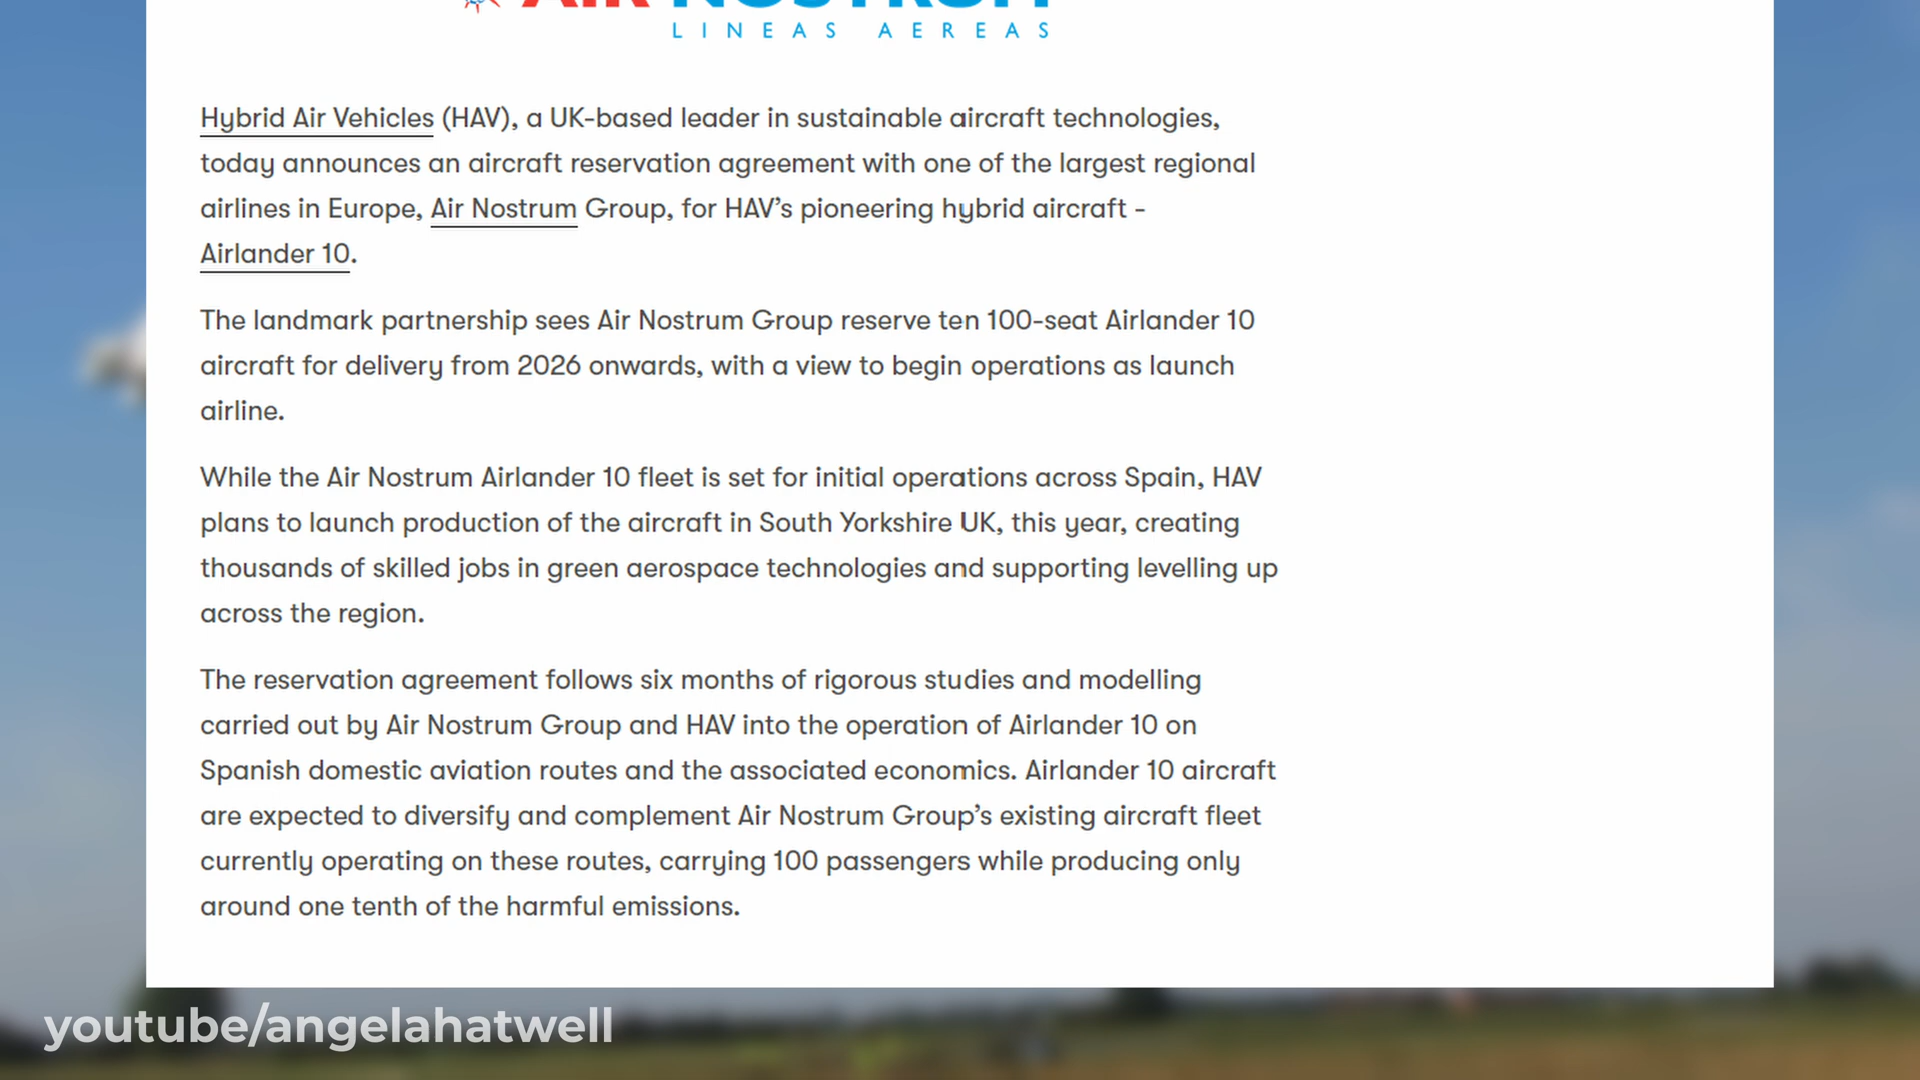 AIR NOSTRUM
LINEAS AEREAS
Hybrid Air Vehicles (HAV), a UK-based leader in sustainable aircraft technologies,
today announces an aircraft reservation agreement with one of the largest regional
airlines in Europe, Air Nostrum Group, for HAV’s pioneering hybrid aircraft -
Airlander 10.
The landmark partnership sees Air Nostrum Group reserve ten 100-seat Airlander 10
aircraft for delivery from 2026 onwards, with a view to begin operations as launch
airline.
While the Air Nostrum Airlander 10 fleet is set for initial operations across Spain, HAV
plans to launch production of the aircraft in South Yorkshire UK, this year, creating
thousands of skilled jobs in green aerospace technologies and supporting levelling up
across the region.
The reservation agreement follows six months of rigorous studies and modelling
carried out by Air Nostrum Group and HAV into the operation of Airlander 10 on
Spanish domestic aviation routes and the associated economics. Airlander 10 aircraft
are expected to diversify and complement Air Nostrum Group’s existing aircraft fleet
currently operating on these routes, carrying 100 passengers while producing only
around one tenth of the harmful emissions.
youtube/angelahatwell